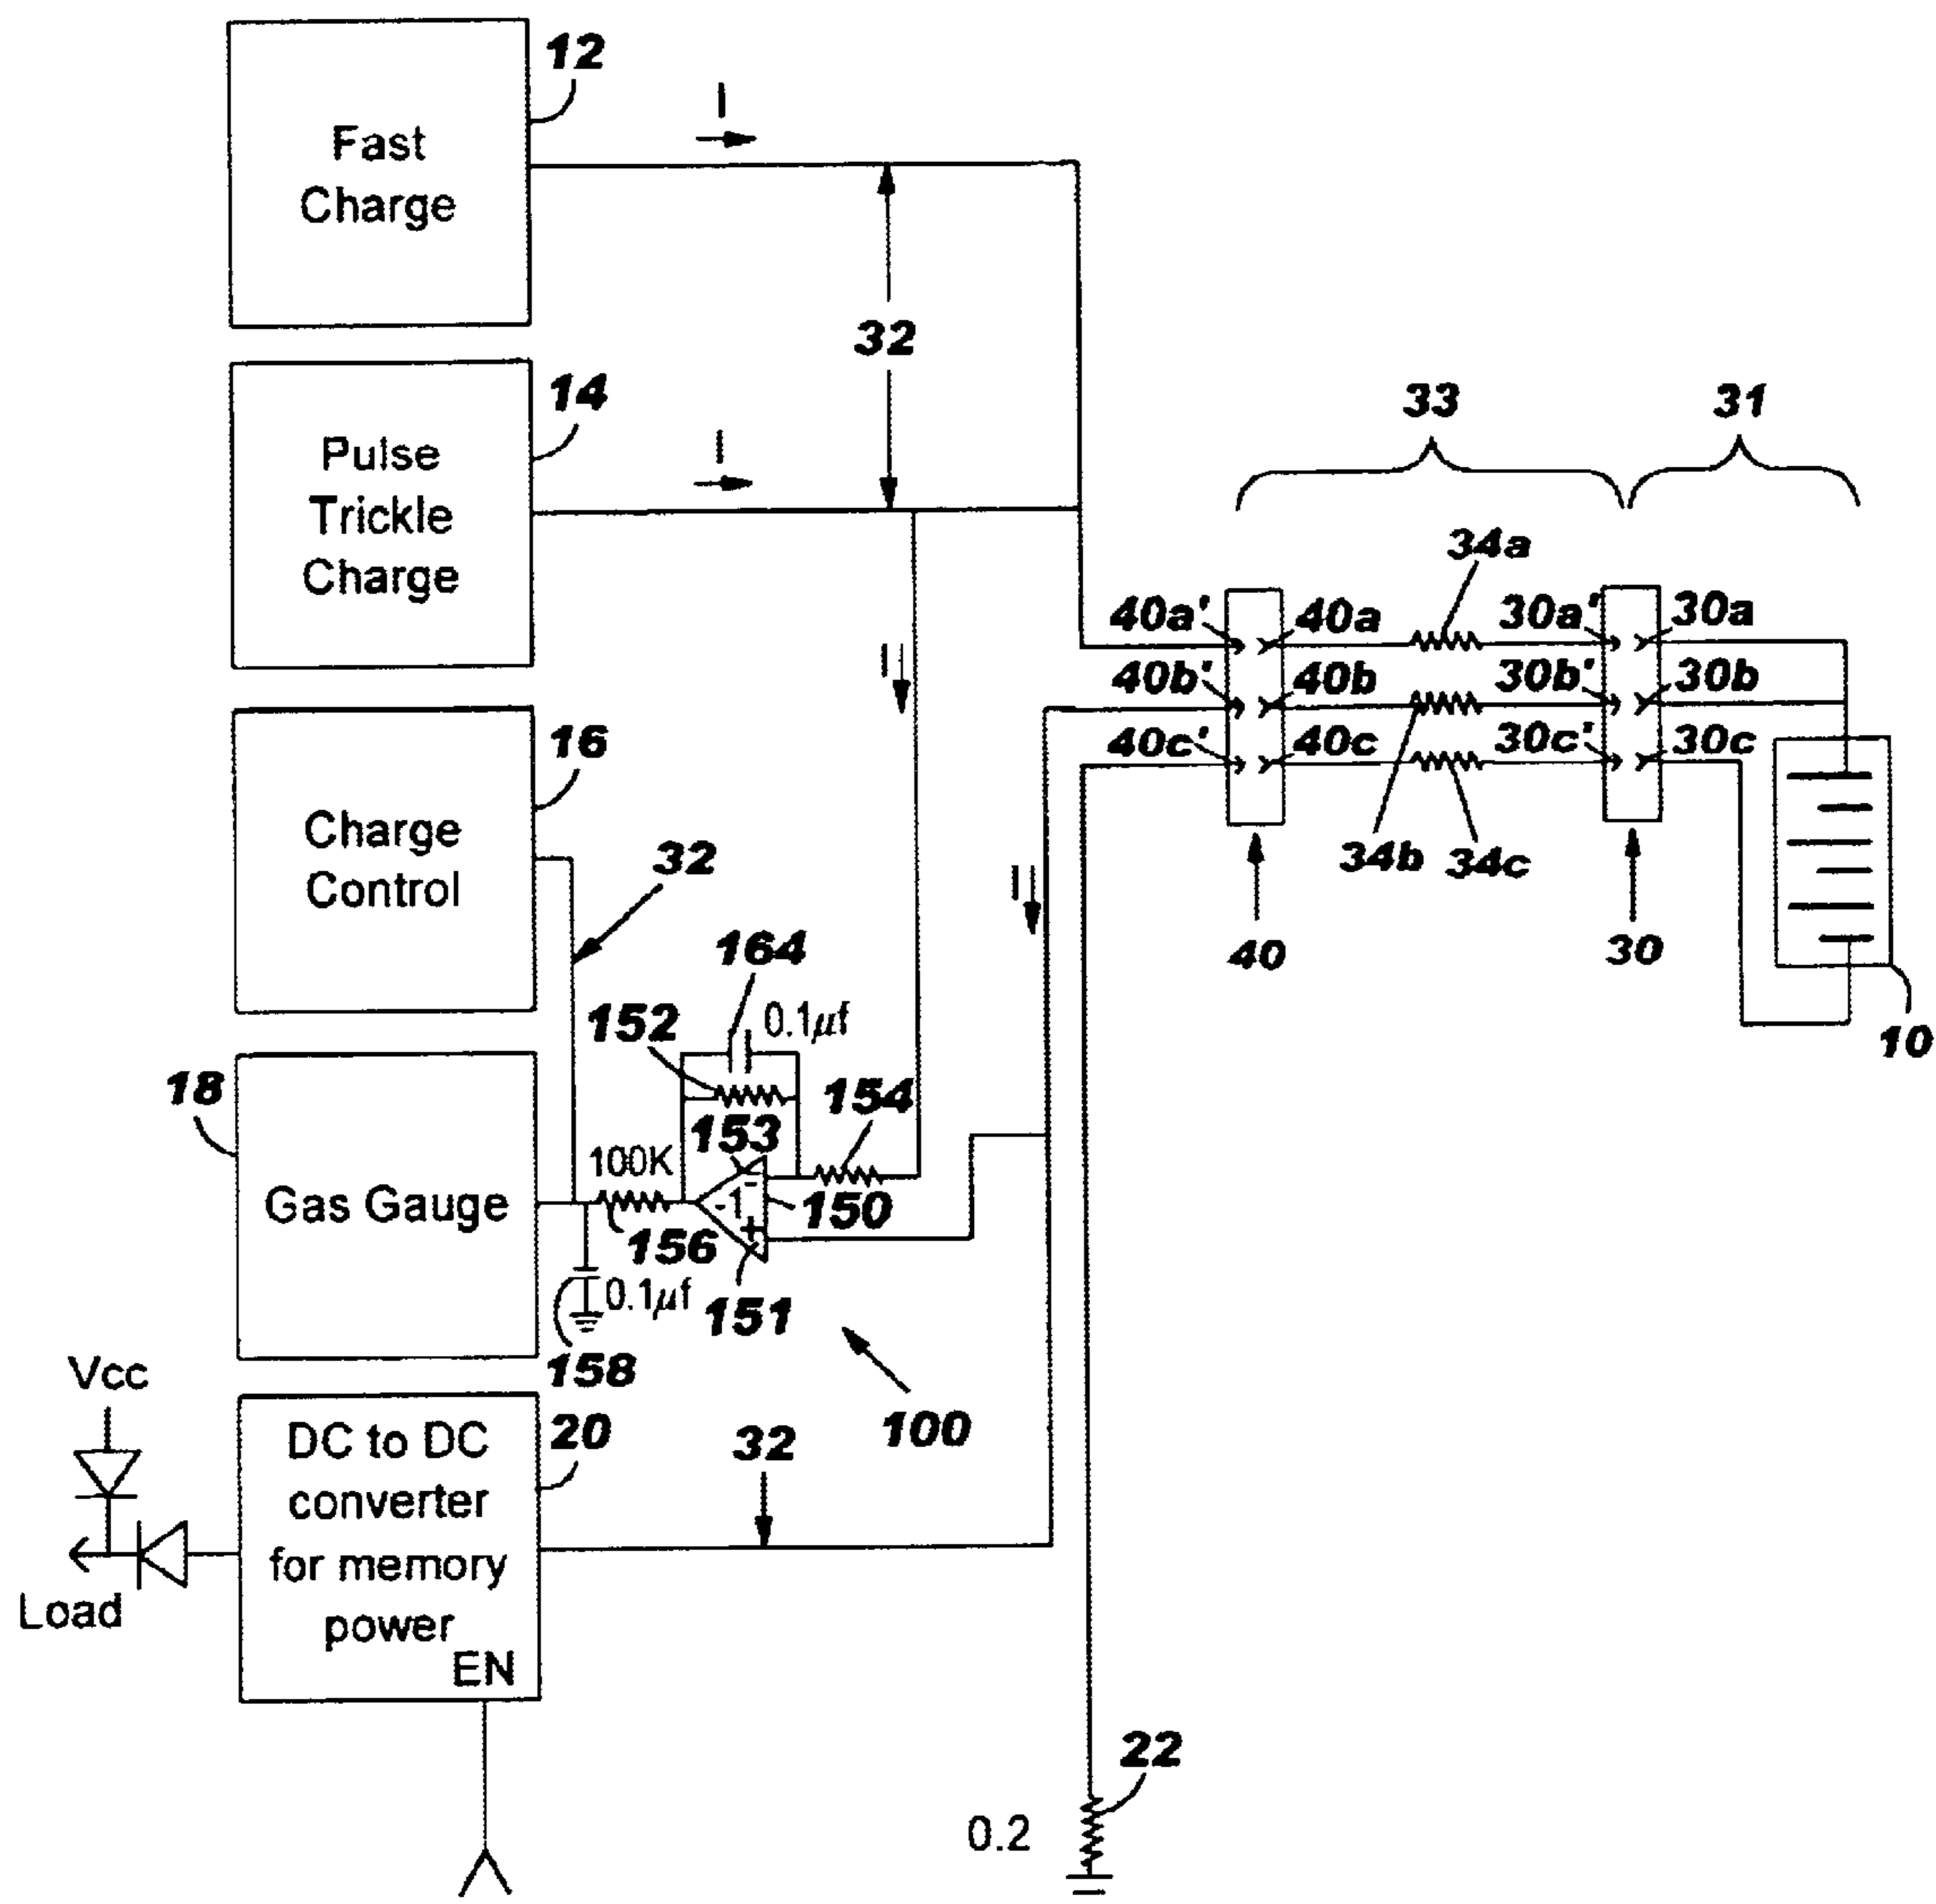 12
I
Fast
Charge
32
14
I
Pulse
Trickle
Charge
33
31
34a
40a'
40a
30a'
30a
I
40b'
40b
30b'
30b
40c'
40c
30c'
30c
16
Charge
Control
32
34b
34c
I
40
30
10
164
152
0.1µf
18
154
153
100K
-
-1
+
150
Gas Gauge
156
0.1µf
151
158
100
Vcc
20
DC to DC
converter
for memory
power
EN
32
Load
22
0.2